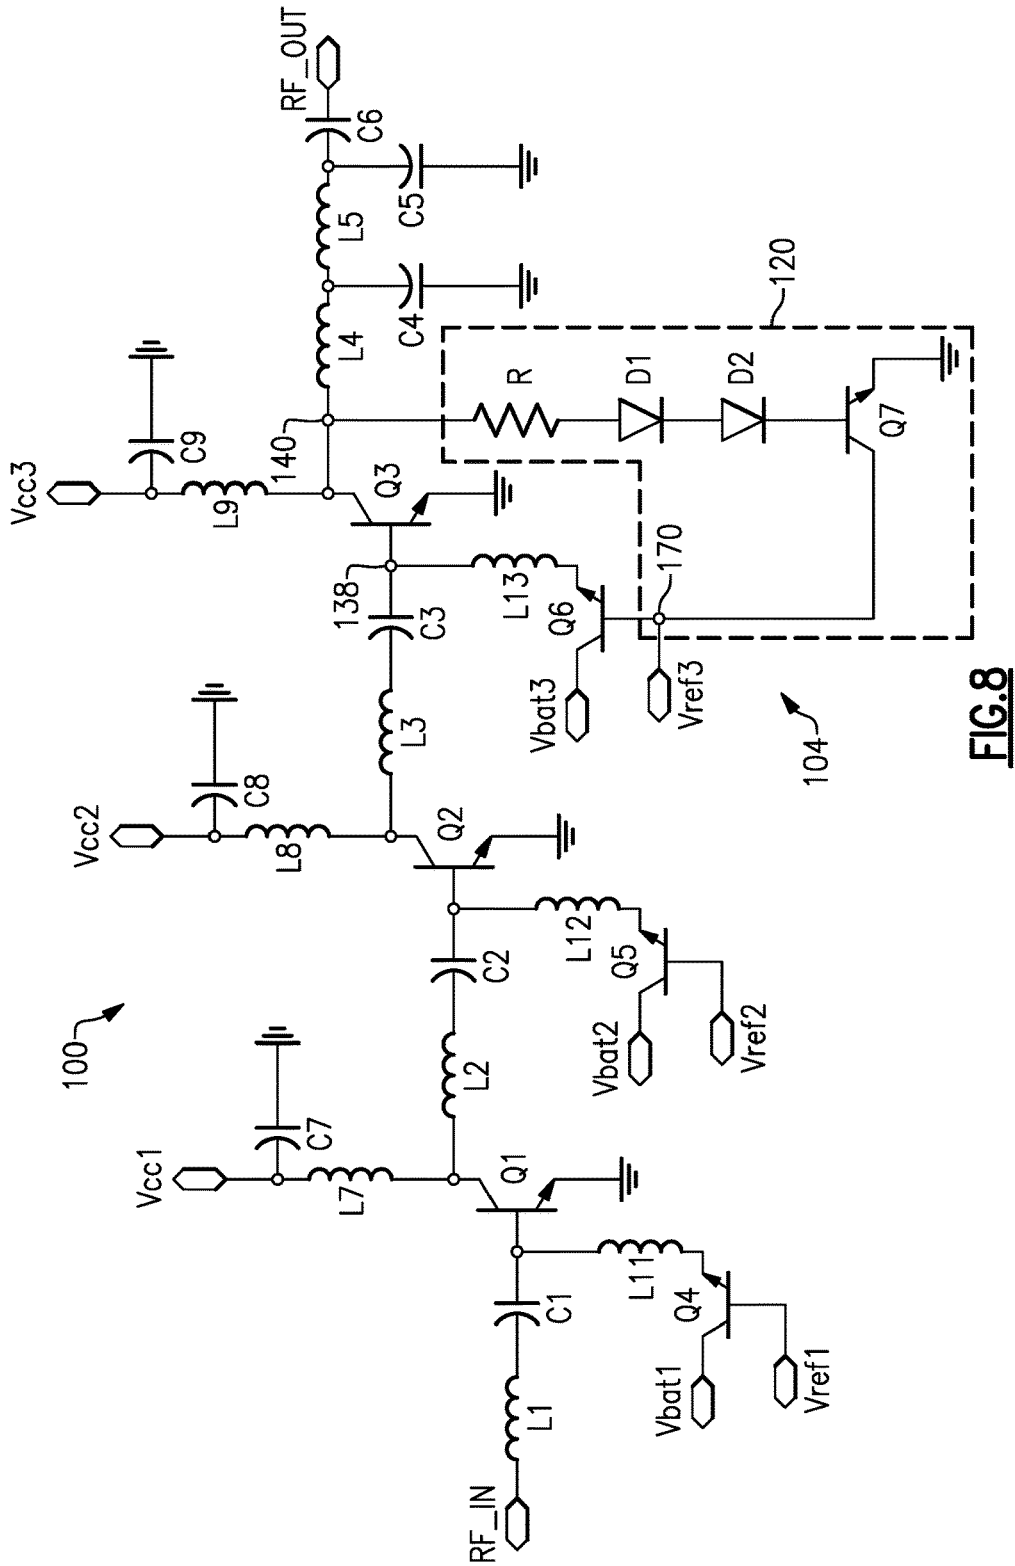 100
Vcc1
C7
L7
Vcc2
C8
L8
Vcc3
C9
L9
RF_IN
L1
C1
Q1
L11
Q4
Vbat1
Vref1
L2
C2
Q2
L12
Q5
Vbat2
Vref2
L3
C3
138
Q3
L13
Q6
Vbat3
Vref3
170
140
L4
L5
C4
C5
C6
RF_OUT
R
D1
D2
Q7
120
104
FIG.8